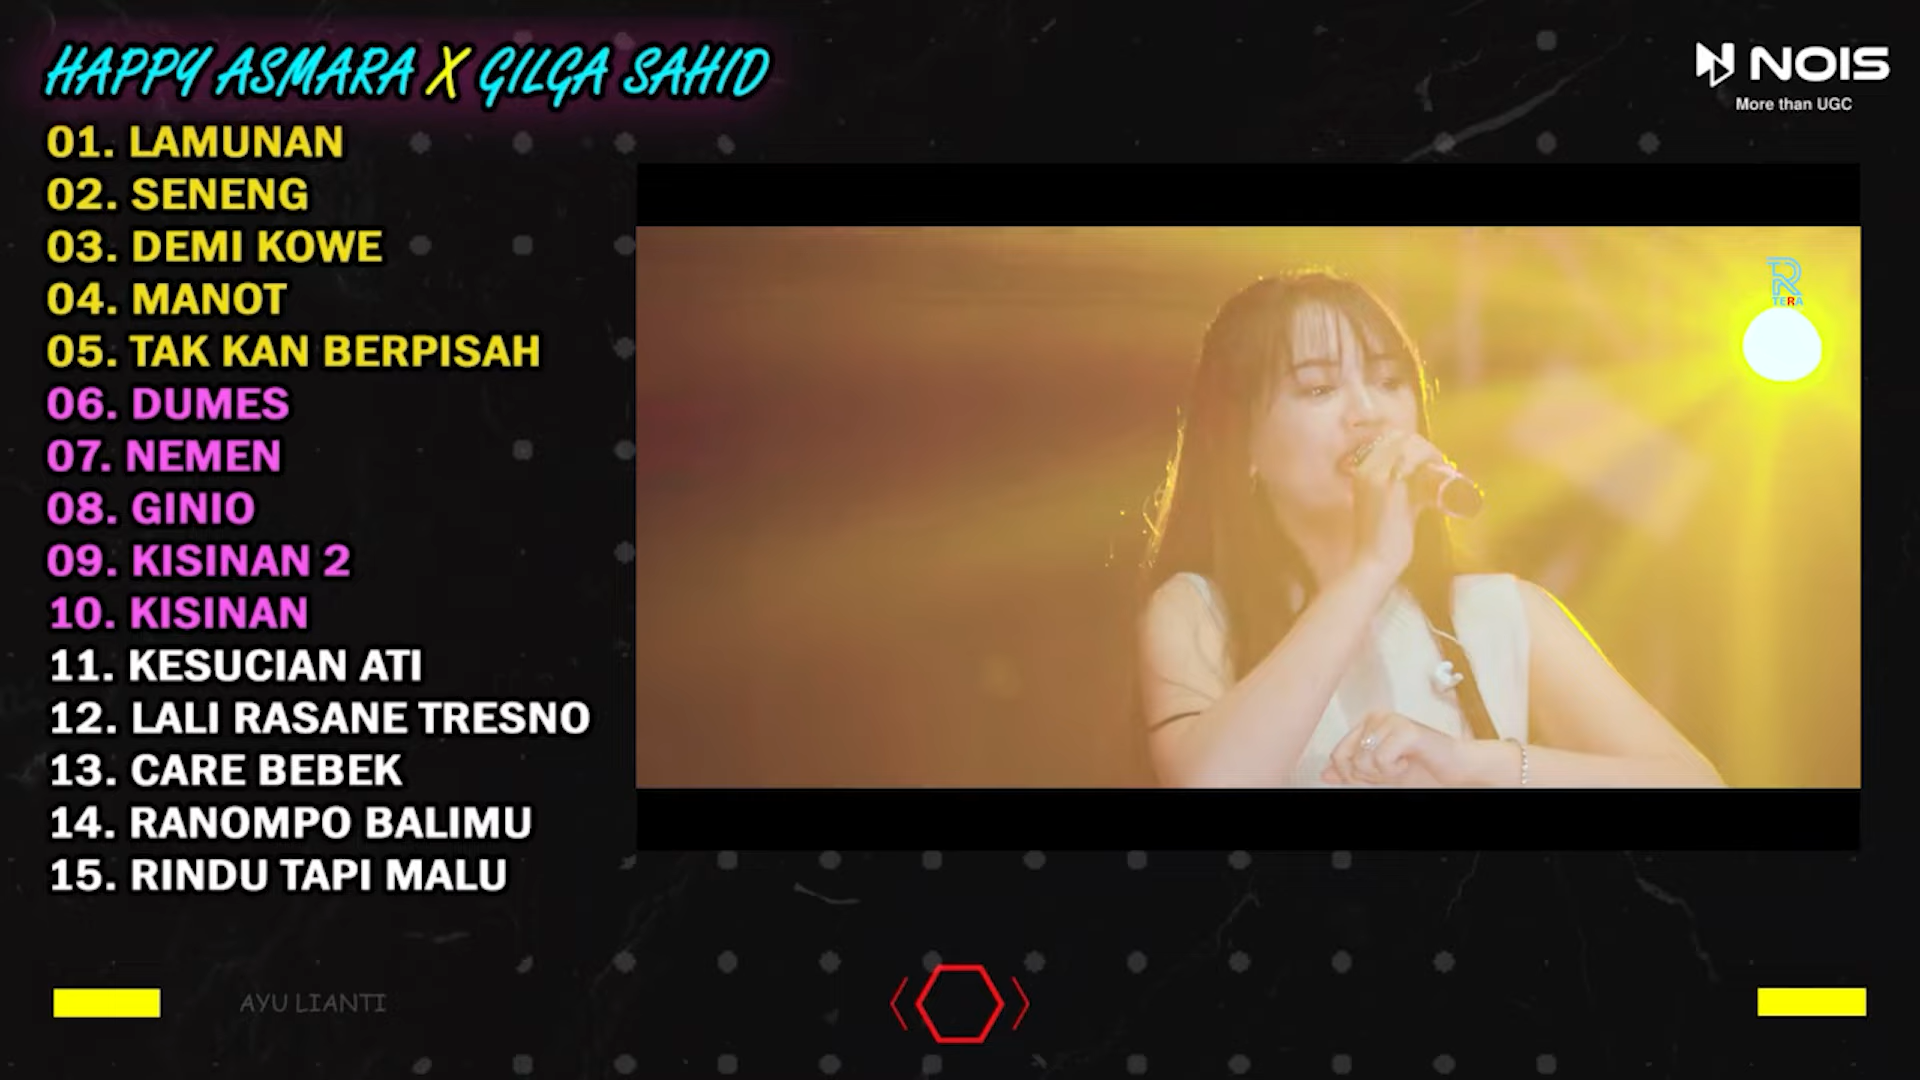 HAPPY ASMARA X GILGA SAHID
NOIS
More than UGC
01. LAMUNAN
02. SENENG
03. DEMI KOWE
04. MANOT
05. TAK KAN BERPISAH
06. DUMES
07. NEMEN
08. GINIO
09. KISINAN 2
10. KISINAN
11. KESUCIAN ATI
12. LALI RASANE TRESNO
13. CARE BEBEK
14. RANOMPO BALIMU
15. RINDU TAPI MALU
R
TERA
AYU LIANTI